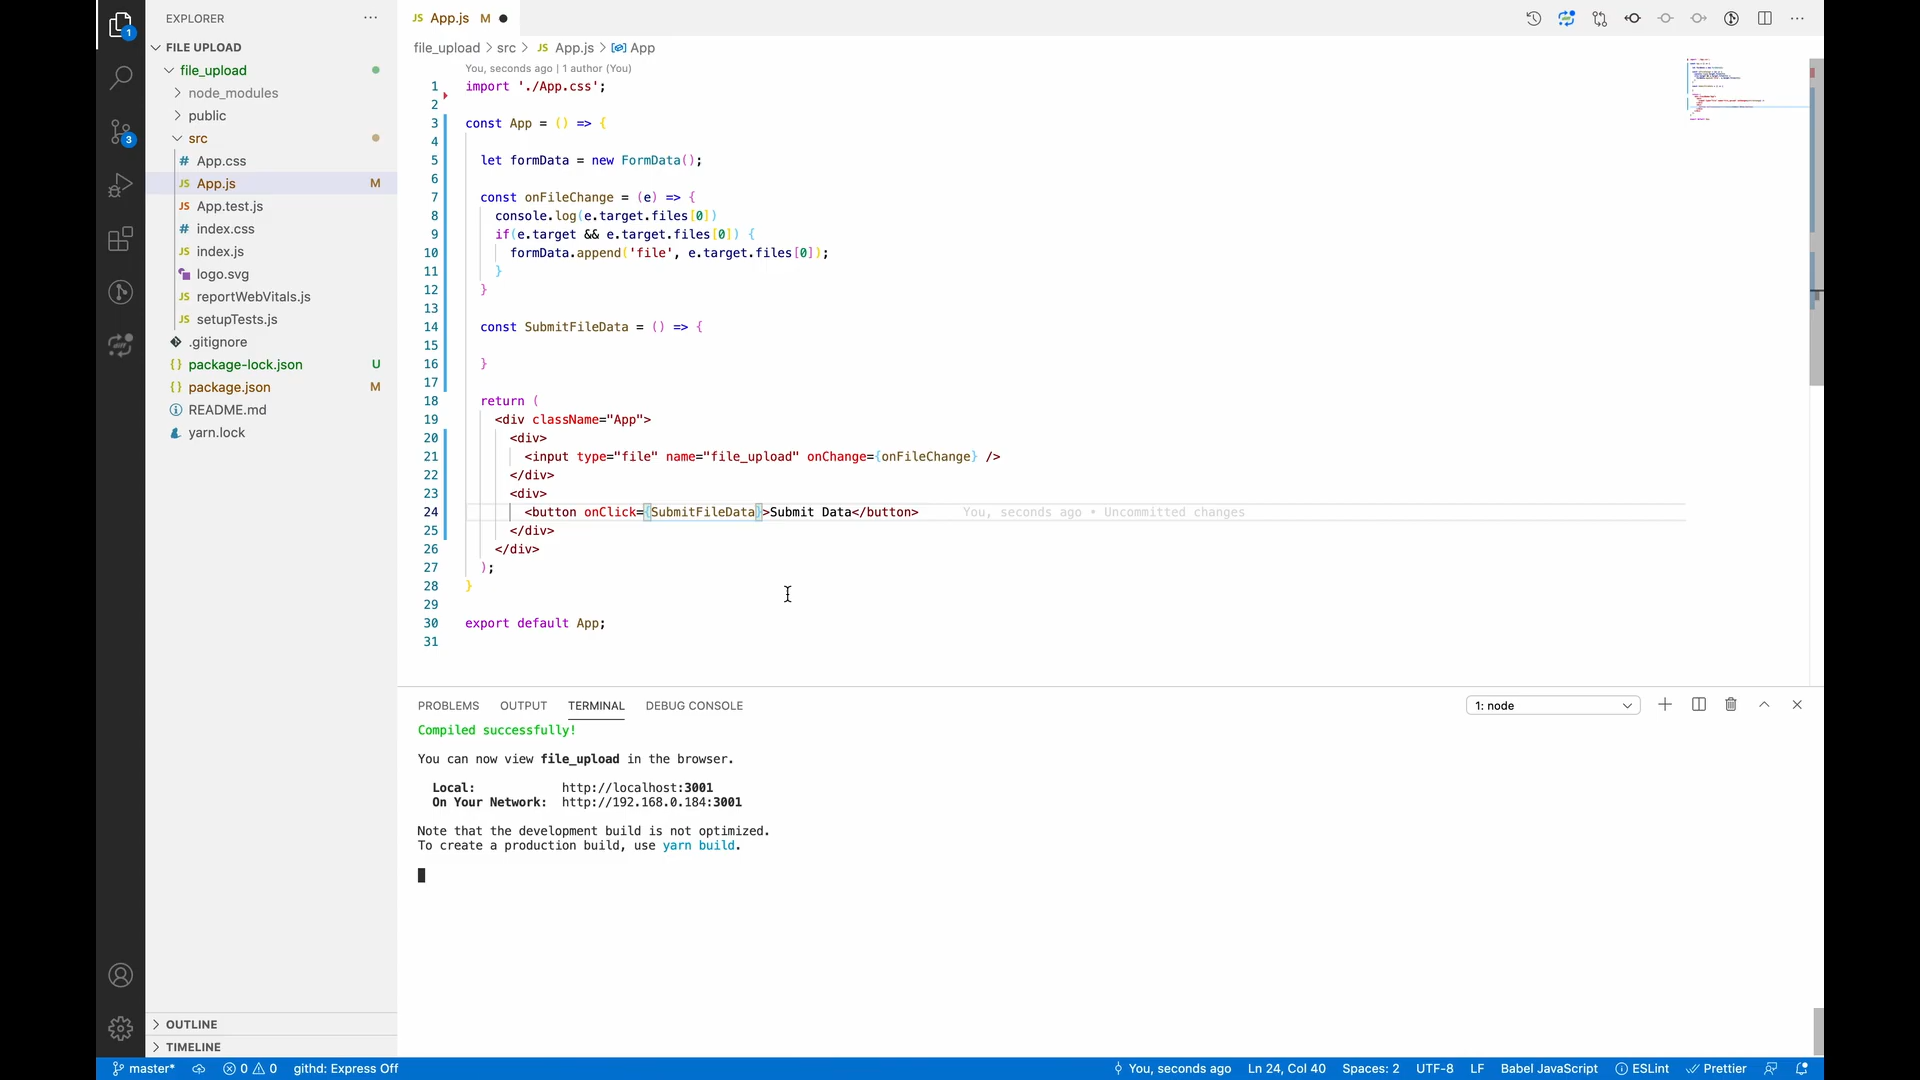 EXPLORER
FILE UPLOAD
file_upload
node_modules
public
src
# App.css
JS App.js M
JS App.test.js
# index.css
JS index.js
logo.svg
JS reportWebVitals.js
JS setupTests.js
.gitignore
{} package-lock.json U
{} package.json M
README.md
yarn.lock
OUTLINE
TIMELINE
1
3
JS App.js M
file_upload > src > JS App.js > App
You, seconds ago | 1 author (You)
1 import './App.css';
2
3 const App = () => {
4
5 let formData = new FormData();
6
7 const onFileChange = (e) => {
8 console.log(e.target.files[0])
9 if(e.target && e.target.files[0]) {
10 formData.append('file', e.target.files[0]);
11 }
12 }
13
14 const SubmitFileData = () => {
15
16 }
17
18 return (
19 <div className="App">
20 <div>
21 <input type="file" name="file_upload" onChange={onFileChange} />
22 </div>
23 <div>
24 <button onClick={SubmitFileData}>Submit Data</button> You, seconds ago • Uncommitted changes
25 </div>
26 </div>
27 );
28 }
29
30 export default App;
31
PROBLEMS OUTPUT TERMINAL DEBUG CONSOLE 1: node
Compiled successfully!
You can now view file_upload in the browser.
Local: http://localhost:3001
On Your Network: http://192.168.0.184:3001
Note that the development build is not optimized.
To create a production build, use yarn build.
master* 0 0 githd: Express Off You, seconds ago Ln 24, Col 40 Spaces: 2 UTF-8 LF Babel JavaScript ESLint Prettier